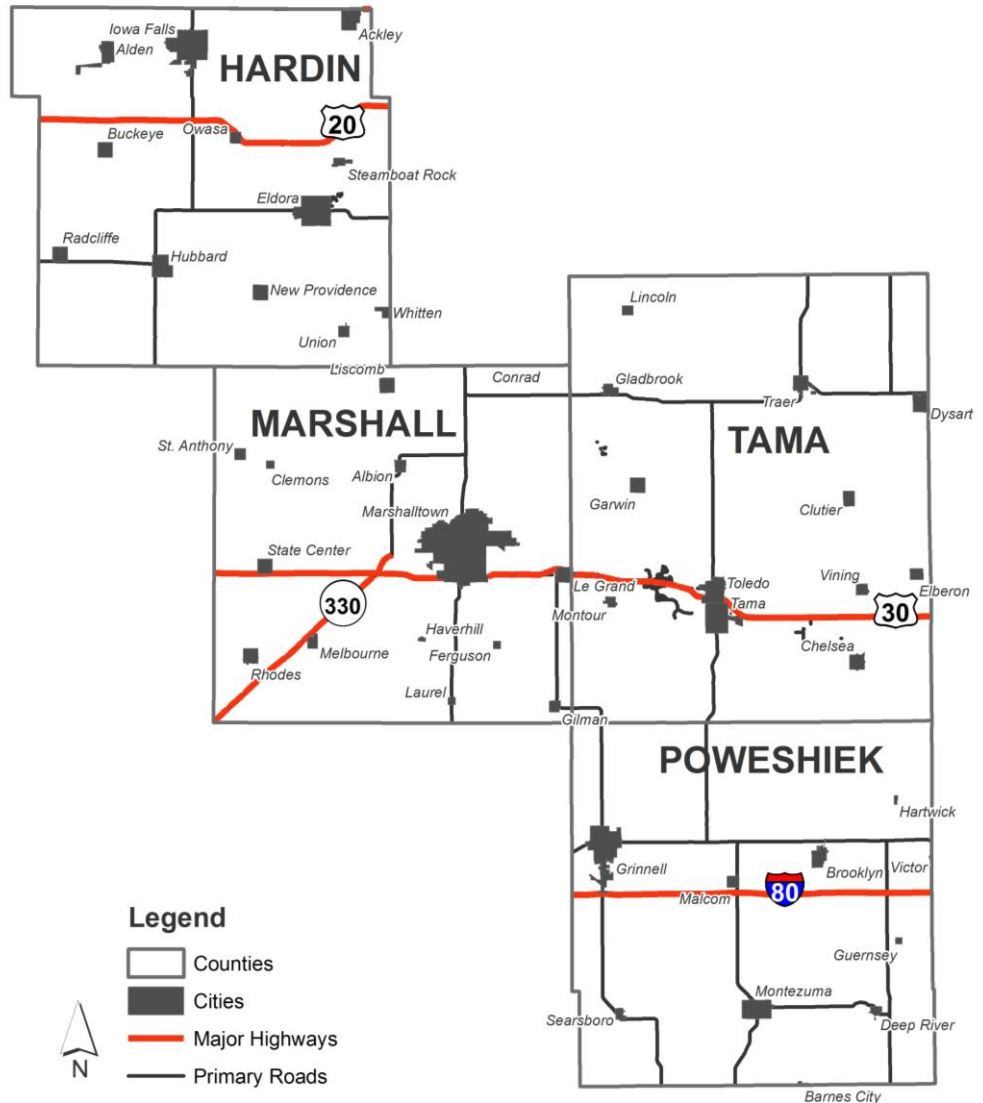 Iowa Falls
Ackley
Alden
HARDIN
20
Buckeye
Owasa
Steamboat Rock
Eldora
Radcliffe
Hubbard
New Providence
Whitten
Union
Lincoln
Liscomb
Conrad
Gladbrook
Traer
Dysart
MARSHALL
TAMA
St. Anthony
Clemons
Albion
Garwin
Clutier
Marshalltown
State Center
Le Grand
Toledo
Vining
Elberon
330
Montour
Tama
30
Haverhill
Melbourne
Ferguson
Chelsea
Rhodes
Laurel
Gilman
POWESHIEK
Hartwick
Grinnell
Brooklyn
Victor
Malcom
80
Guernsey
Montezuma
Searsboro
Deep River
Barnes City
Legend
Counties
Cities
Major Highways
Primary Roads
N